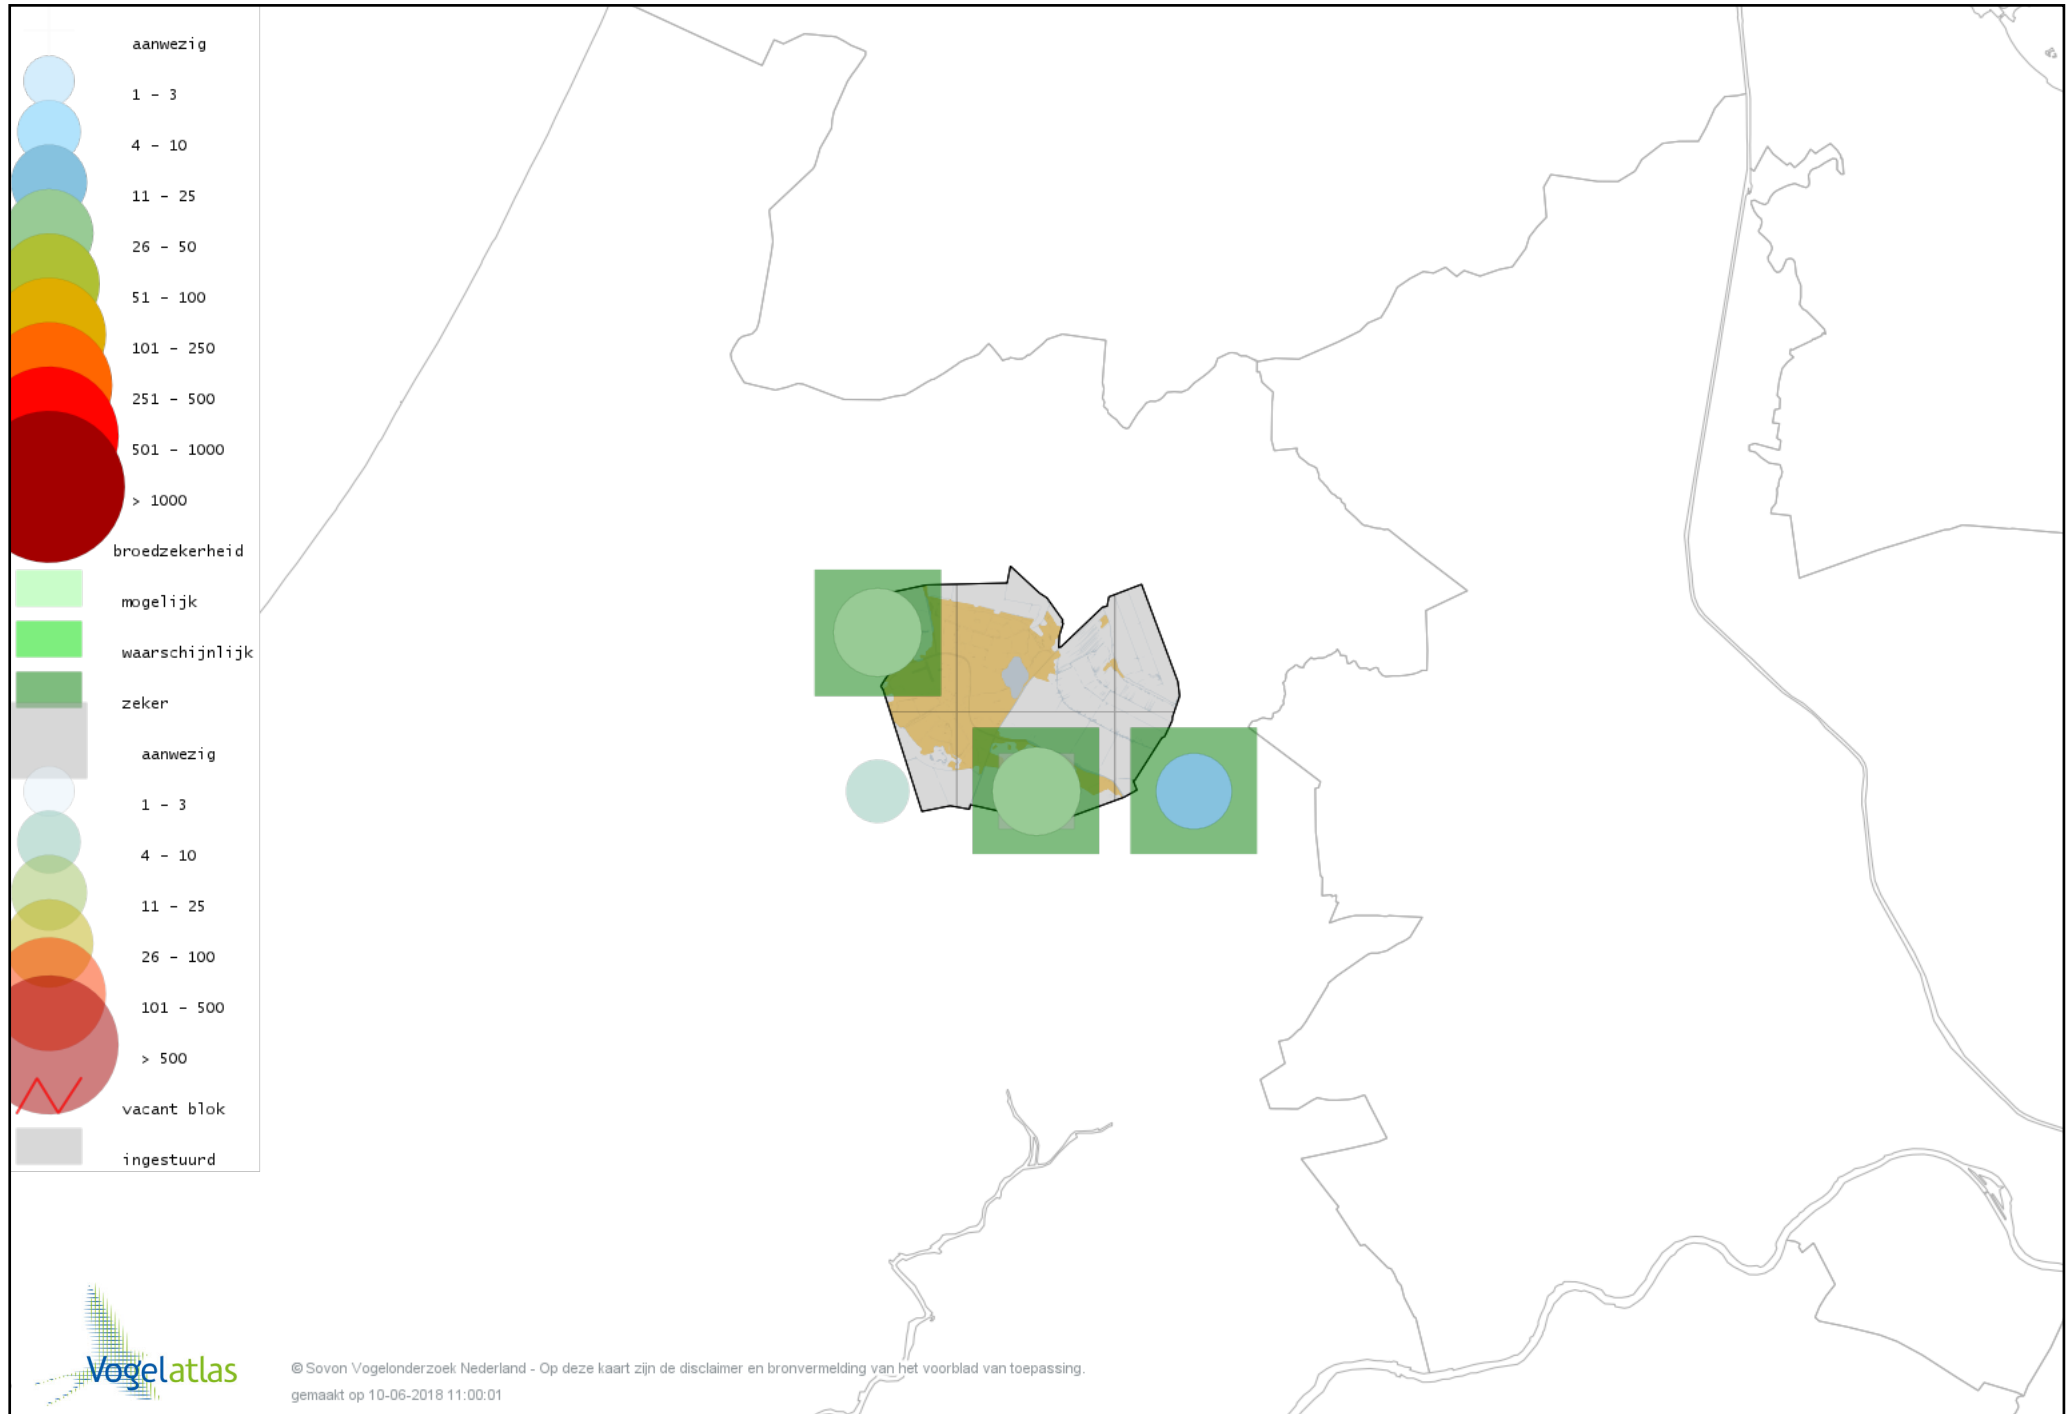 aanwezig
1 - 3
4 - 10
11 - 25
26 - 50
51 - 100
101 - 250
251 - 500
501 - 1000
> 1000
broedzekerheid
mogelijk
waarschijnlijk
zeker
aanwezig
1 - 3
4 - 10
11 - 25
26 - 100
101 - 500
> 500
vacant blok
ingestuurd
Vogelatlas
© Sovon Vogelonderzoek Nederland - Op deze kaart zijn de disclaimer en bronvermelding van het voorblad van toepassing.
gemaakt op 10-06-2018 11:00:01